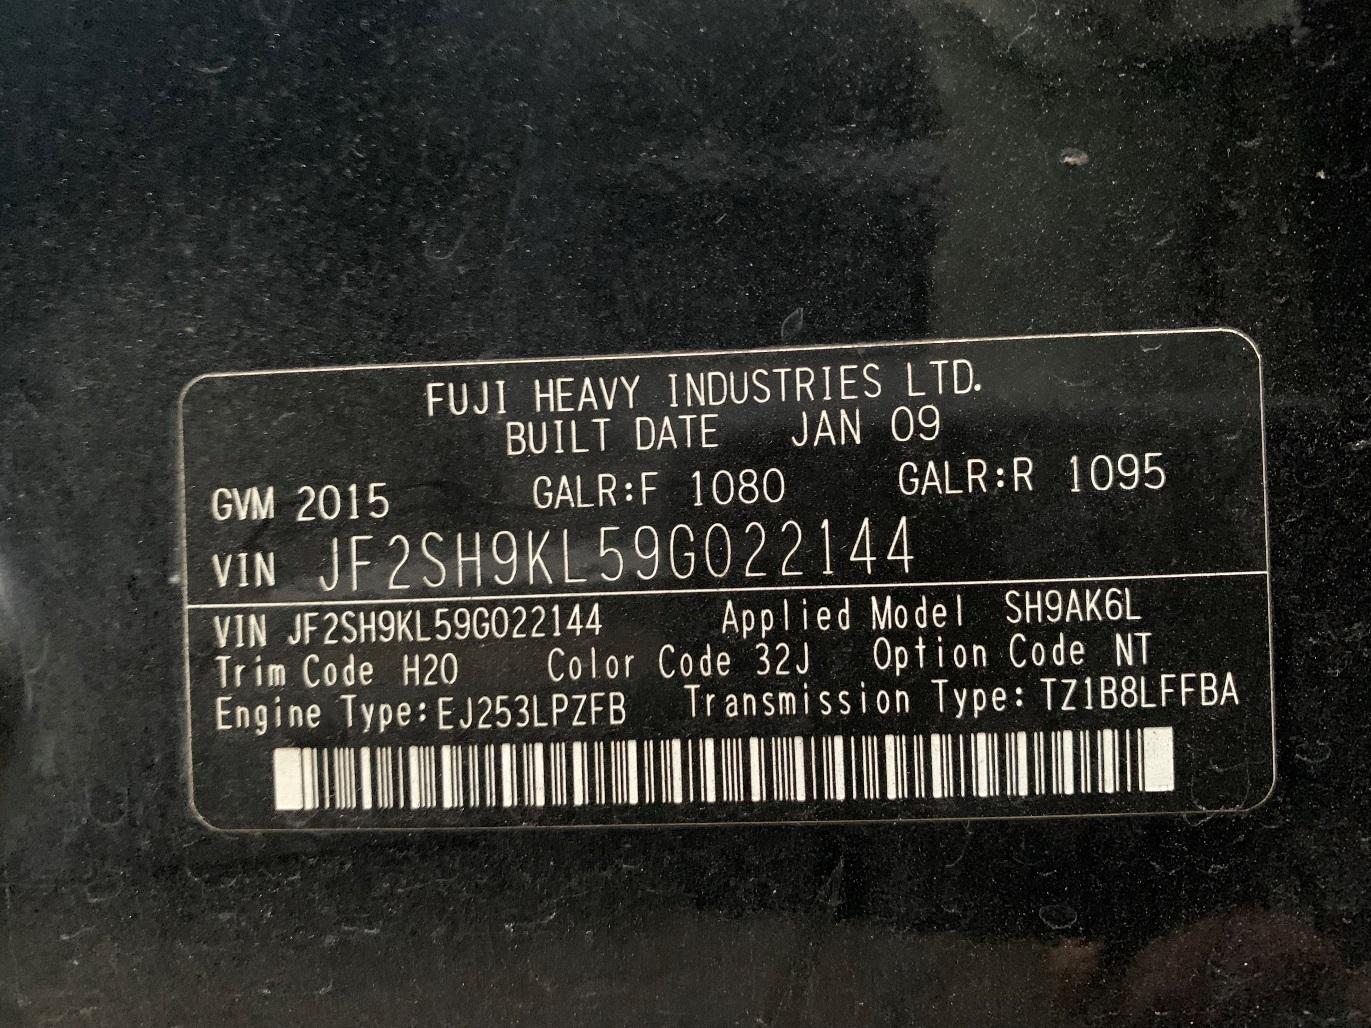 FUJI HEAVY INDUSTRIES LTD.
BUILT DATE JAN 09
GVM 2015 GALR:F 1080 GALR:R 1095
VIN JF2SH9KL59G022144
VIN JF2SH9KL59G022144 Applied Model SH9AK6L
Trim Code H20 Color Code 32J Option Code NT
Engine Type:EJ253LPZFB Transmission Type:TZ1B8LFFBA